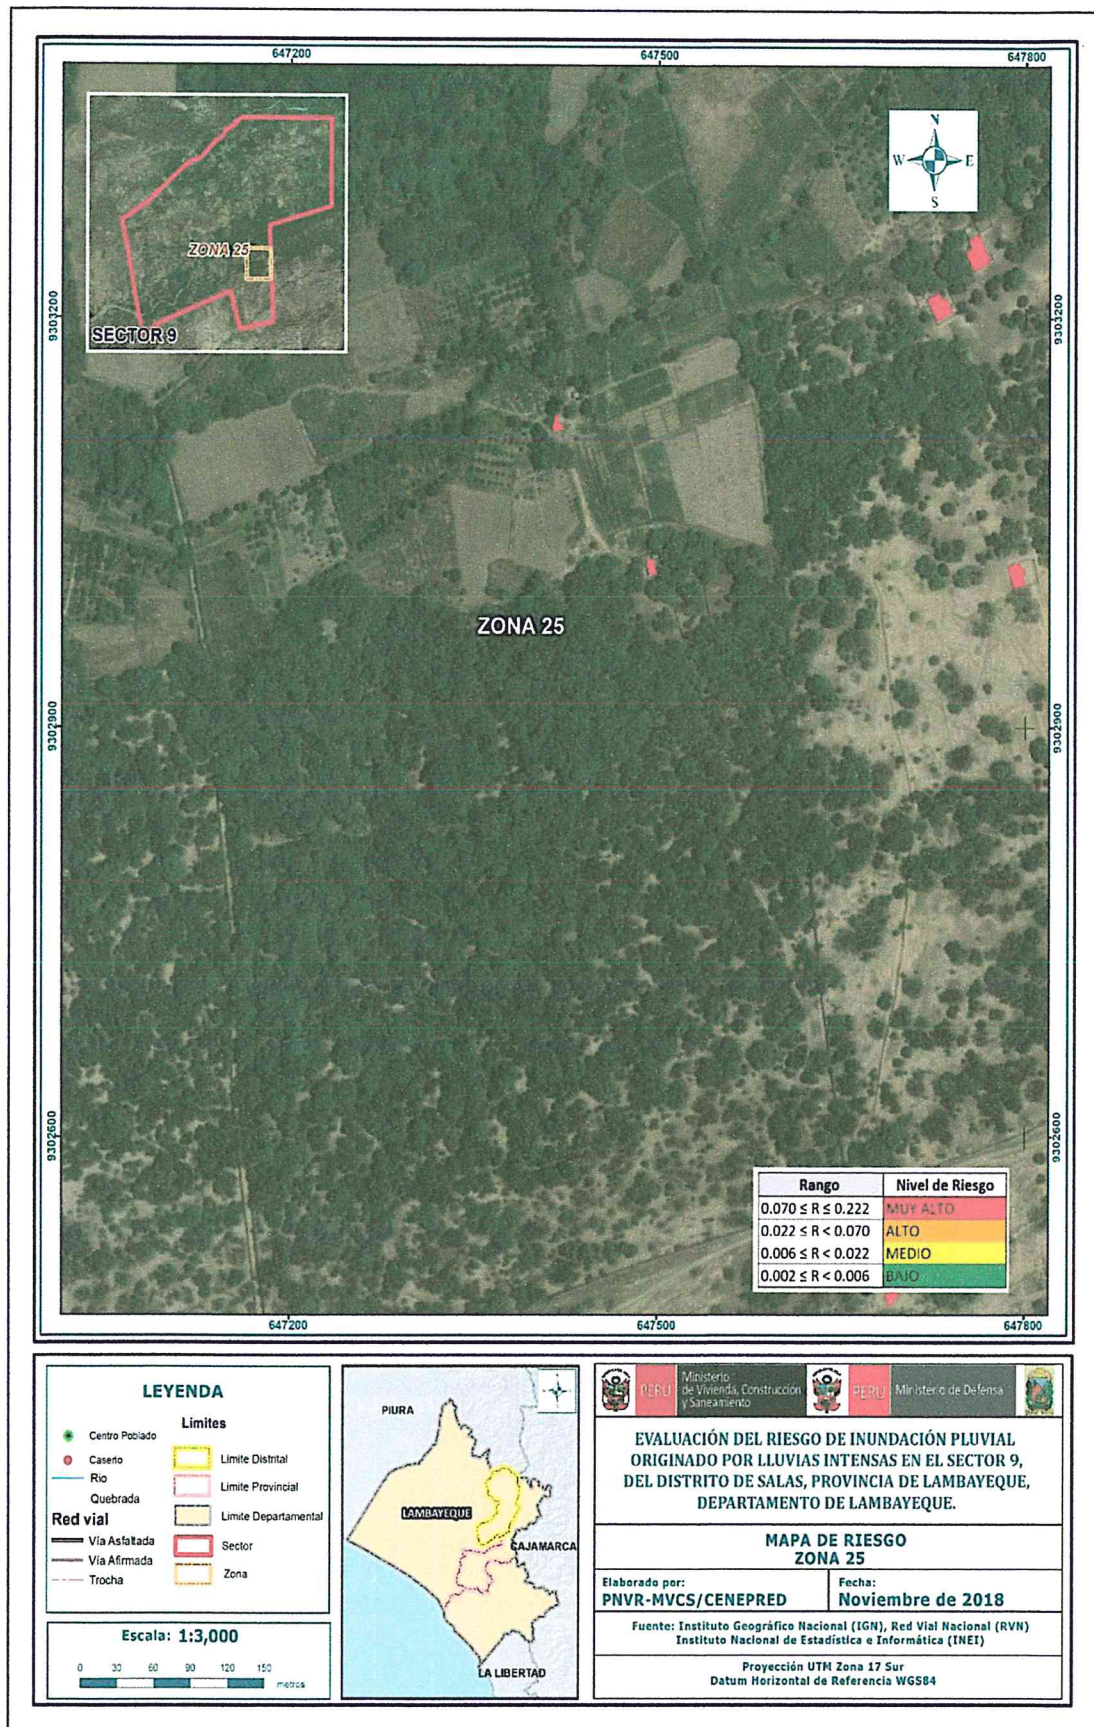 647200
647500
647800
N
W
E
S
ZONA 25
SECTOR 9
9303200
9303200
ZONA 25
9302900
9302900
9302600
9302600
Rango
Nivel de Riesgo
0.070 ≤ R ≤ 0.222
MUY ALTO
0.022 ≤ R < 0.070
ALTO
0.006 ≤ R < 0.022
MEDIO
0.002 ≤ R < 0.006
BAJO
647200
647500
647800
LEYENDA
Centro Poblado
Caserio
Rio
Quebrada
Red vial
Vía Asfaltada
Vía Afirmada
Trocha
Limites
Limite Distrital
Limite Provincial
Limite Departamental
Sector
Zona
Escala: 1:3,000
0 30 60 90 120 150
metros
PIURA
LAMBAYEQUE
CAJAMARCA
LA LIBERTAD
PERÚ
Ministerio
de Vivienda, Construcción
y Saneamiento
PERÚ
Ministerio de Defensa
EVALUACIÓN DEL RIESGO DE INUNDACIÓN PLUVIAL
ORIGINADO POR LLUVIAS INTENSAS EN EL SECTOR 9,
DEL DISTRITO DE SALAS, PROVINCIA DE LAMBAYEQUE,
DEPARTAMENTO DE LAMBAYEQUE.
MAPA DE RIESGO
ZONA 25
Elaborado por:
PNVR-MVCS/CENEPRED
Fecha:
Noviembre de 2018
Fuente: Instituto Geográfico Nacional (IGN), Red Vial Nacional (RVN)
Instituto Nacional de Estadística e Informática (INEI)
Proyección UTM Zona 17 Sur
Datum Horizontal de Referencia WGS84